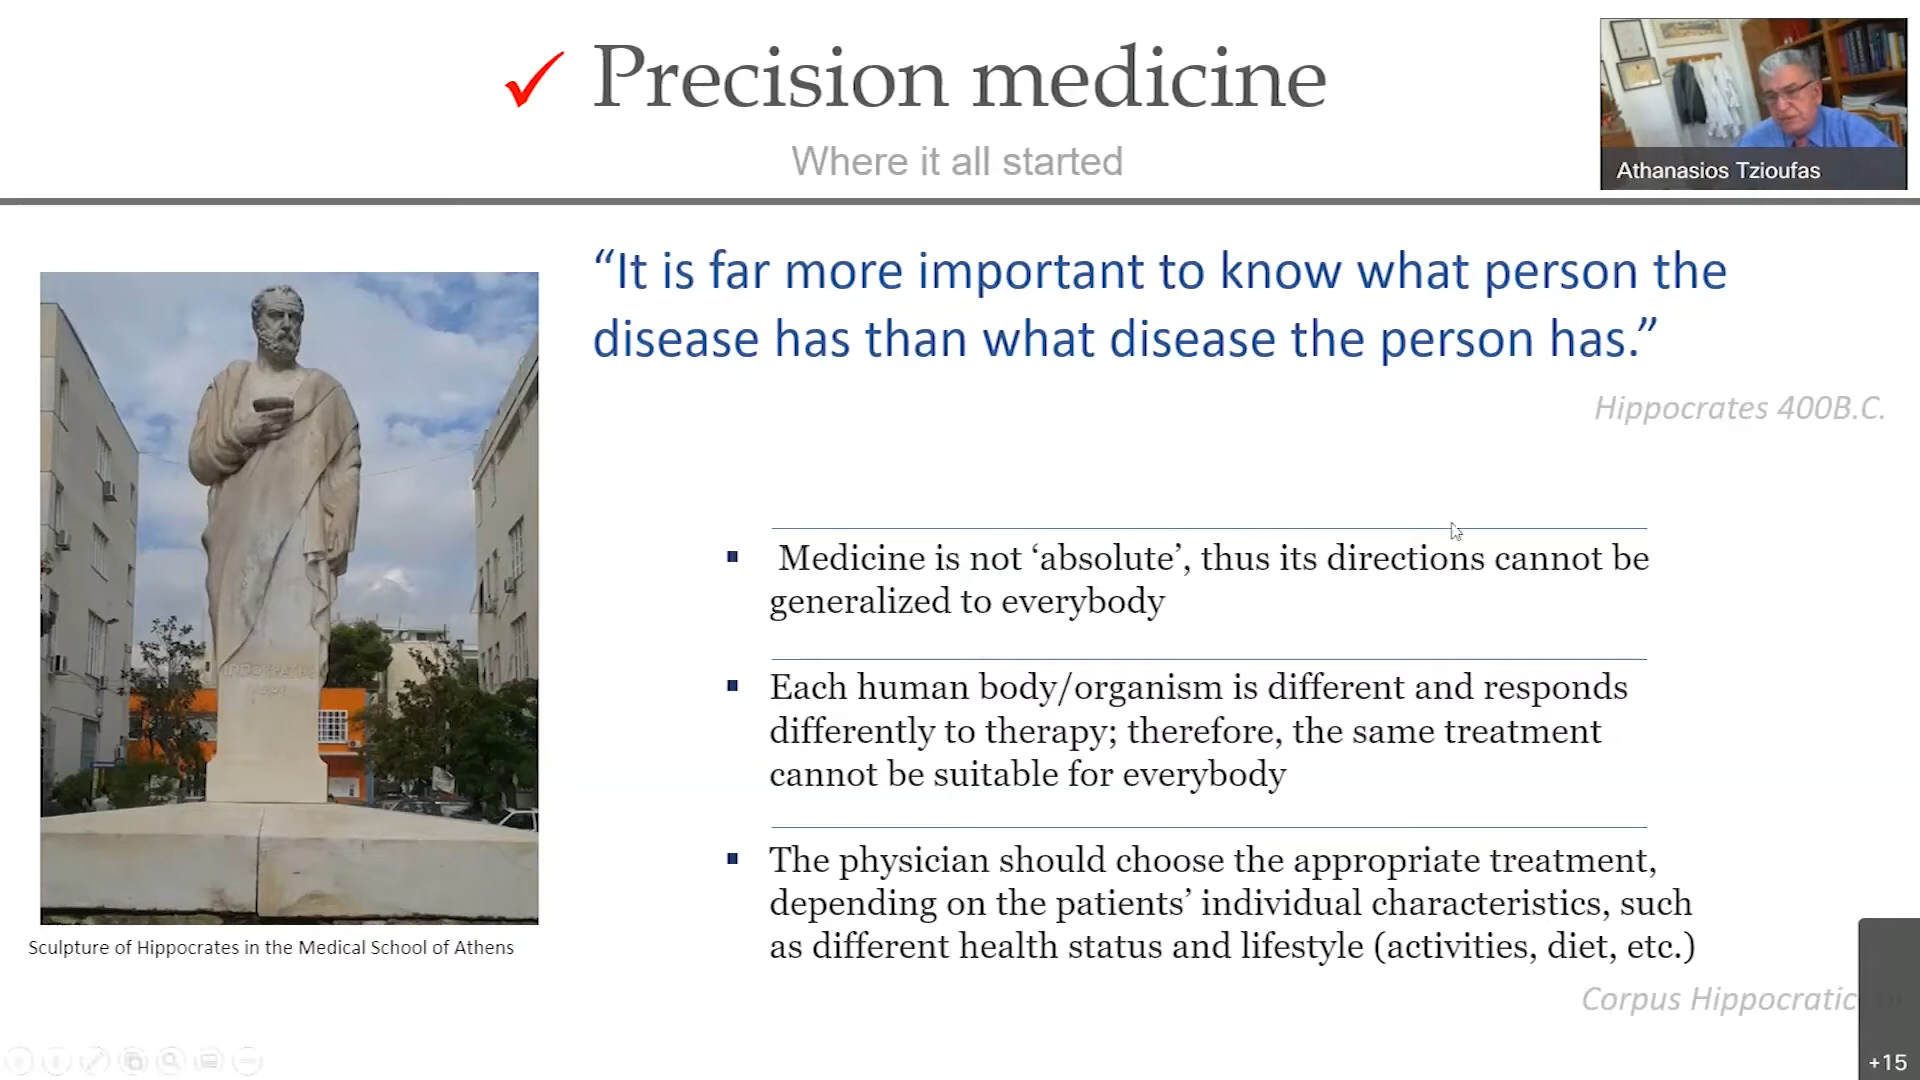 Precision medicine
Where it all started
Athanasios Tzioufas
“It is far more important to know what person the
disease has than what disease the person has.”
Hippocrates 400B.C.
▪ Medicine is not ‘absolute’, thus its directions cannot be
generalized to everybody
▪ Each human body/organism is different and responds
differently to therapy; therefore, the same treatment
cannot be suitable for everybody
▪ The physician should choose the appropriate treatment,
depending on the patients’ individual characteristics, such
as different health status and lifestyle (activities, diet, etc.)
Corpus Hippocratic
Sculpture of Hippocrates in the Medical School of Athens
+15